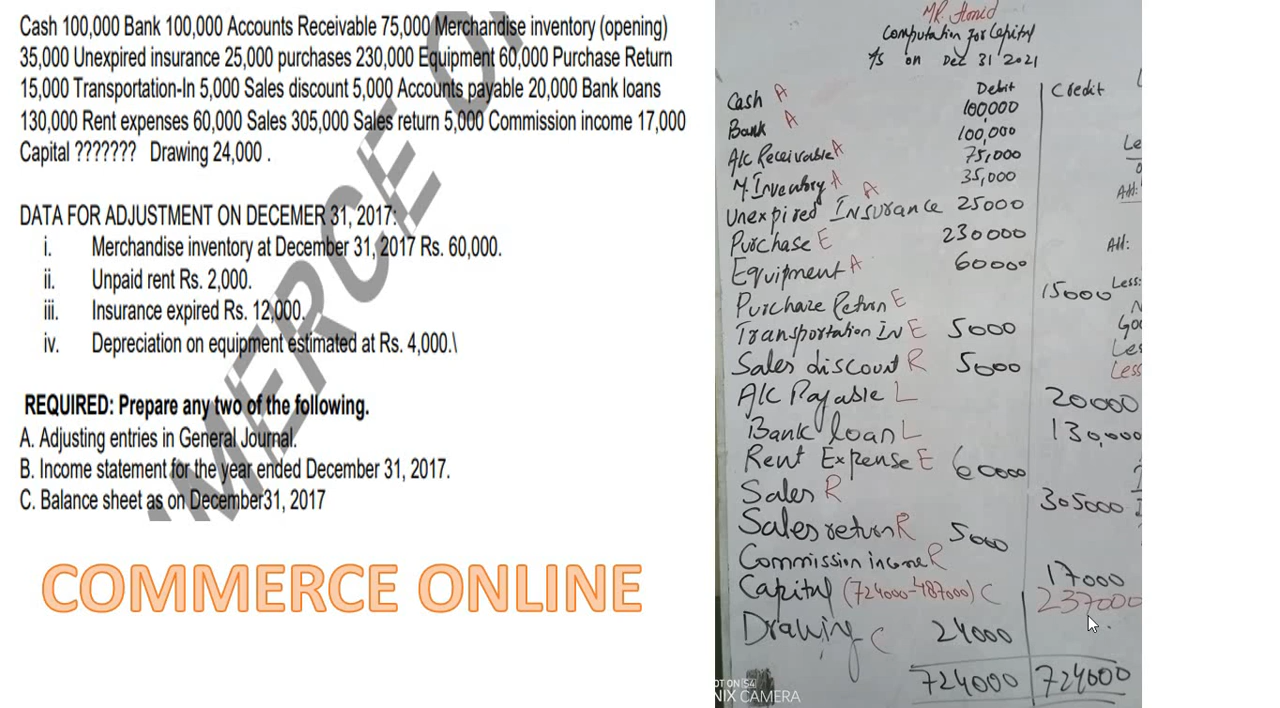 Cash 100,000 Bank 100,000 Accounts Receivable 75,000 Merchandise inventory (opening)
35,000 Unexpired insurance 25,000 purchases 230,000 Equipment 60,000 Purchase Return
15,000 Transportation-In 5,000 Sales discount 5,000 Accounts payable 20,000 Bank loans
130,000 Rent expenses 60,000 Sales 305,000 Sales return 5,000 Commission income 17,000
Capital ??????? Drawing 24,000 .
DATA FOR ADJUSTMENT ON DECEMER 31, 2017:
i. Merchandise inventory at December 31, 2017 Rs. 60,000.
ii. Unpaid rent Rs. 2,000.
iii. Insurance expired Rs. 12,000.
iv. Depreciation on equipment estimated at Rs. 4,000.\
REQUIRED: Prepare any two of the following.
A. Adjusting entries in General Journal.
B. Income statement for the year ended December 31, 2017.
C. Balance sheet as on December31, 2017
COMMERCE ONLINE
MR. Hamid
Computation for Capital
A/S on Dec 31 2021
Debit Credit
Cash A 100000
Bank A 100,000
A/C Receivable A 75,000
M.Inventory A 35,000
Unexpired Insurance A 25000
Purchase E 230000
Equipment A 60000
Purchase Return E 15000
Transportation In E 5000
Sales discount R 5000
A/C Payable L 20000
Bank loan L 130,000
Rent Expense E 60000
Sales R 305000
Sales return R 5000
Commission income R 17000
Capital (724000-487000) C 237000
Drawing C 24000
724000 724000
Less:
Less